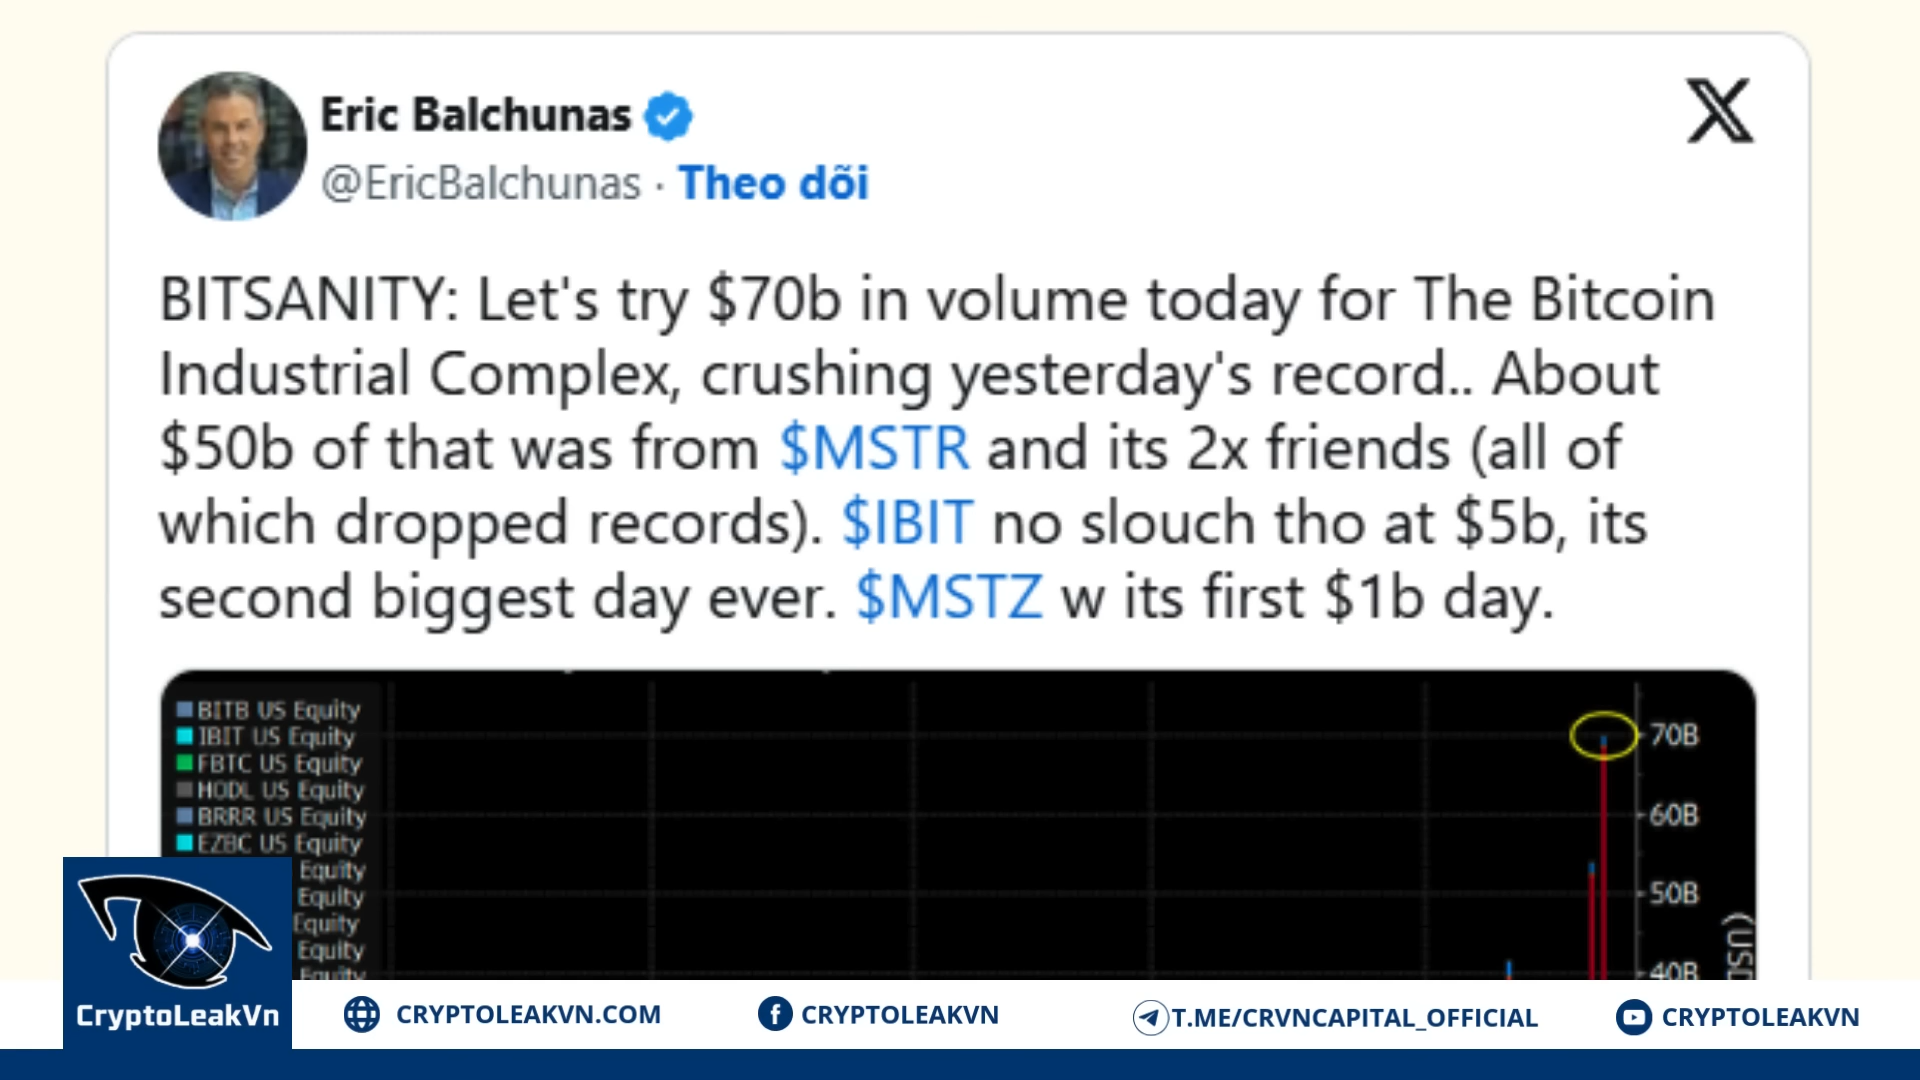 Eric Balchunas
@EricBalchunas · Theo dõi
BITSANITY: Let's try $70b in volume today for The Bitcoin
Industrial Complex, crushing yesterday's record.. About
$50b of that was from $MSTR and its 2x friends (all of
which dropped records). $IBIT no slouch tho at $5b, its
second biggest day ever. $MSTZ w its first $1b day.
BITB US Equity
IBIT US Equity
FBTC US Equity
HODL US Equity
BRRR US Equity
EZBC US Equity
Equity
Equity
Equity
Equity
Equity
70B
60B
50B
40B
CryptoLeakVn
CRYPTOLEAKVN.COM
CRYPTOLEAKVN
T.ME/CRVNCAPITAL_OFFICIAL
CRYPTOLEAKVN